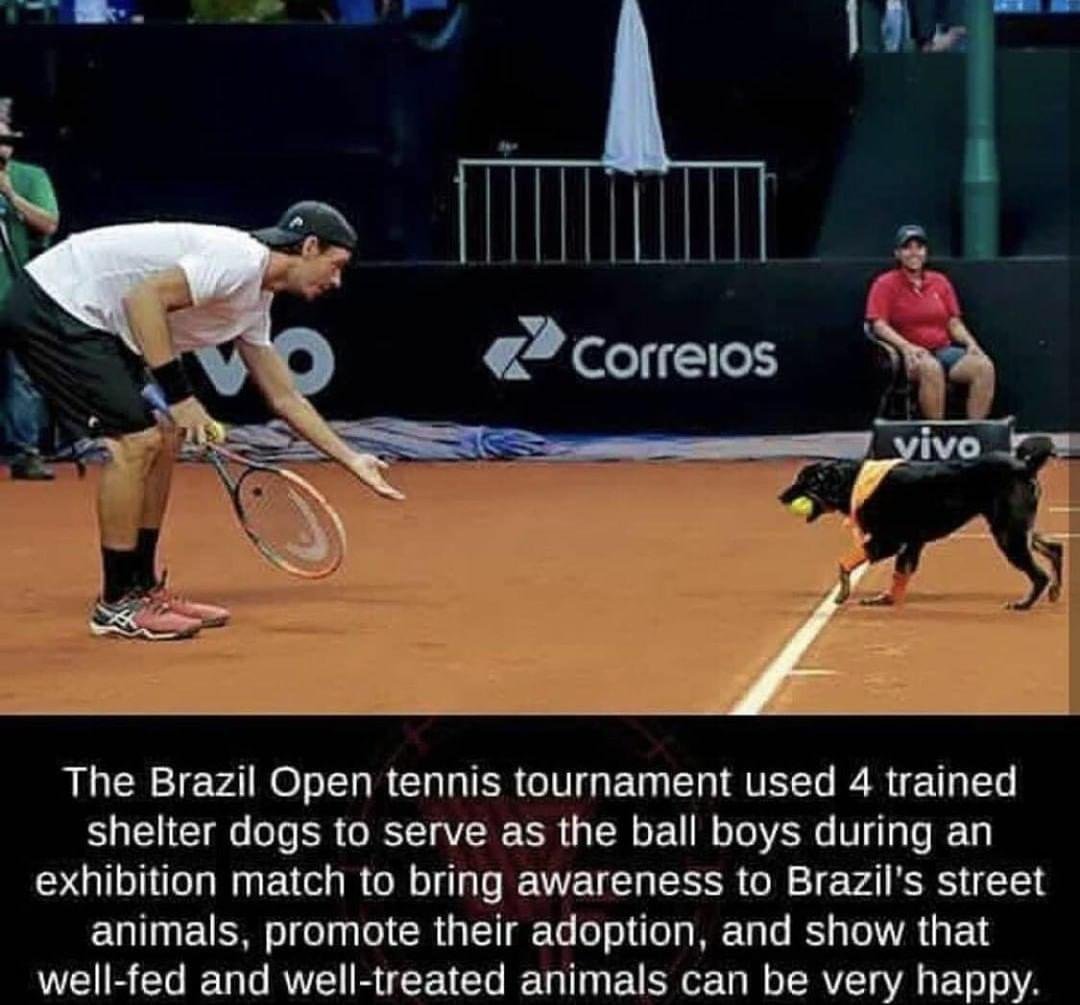 VO
Correios
vivo
The Brazil Open tennis tournament used 4 trained
shelter dogs to serve as the ball boys during an
exhibition match to bring awareness to Brazil's street
animals, promote their adoption, and show that
well-fed and well-treated animals can be very happy.